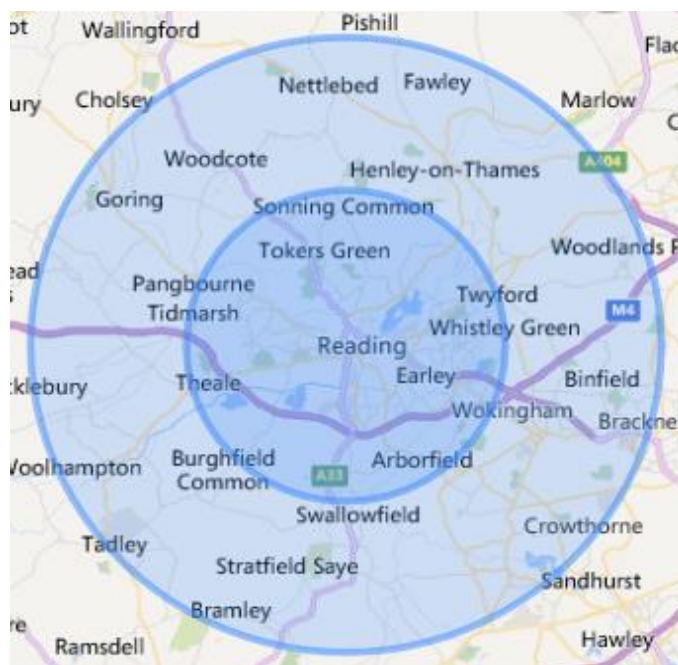 Pishill
Wallingford
Nettlebed
Fawley
Cholsey
Marlow
Woodcote
Henley-on-Thames
A404
Goring
Sonning Common
Tokers Green
Woodlands
Pangbourne
Twyford
Tidmarsh
M4
Whistley Green
Reading
Theale
Earley
Binfield
Wokingham
Brackne
Burghfield
Common
Arborfield
Woolhampton
A33
Swallowfield
Crowthorne
Tadley
Stratfield Saye
Sandhurst
Bramley
Hawley
Ramsdell